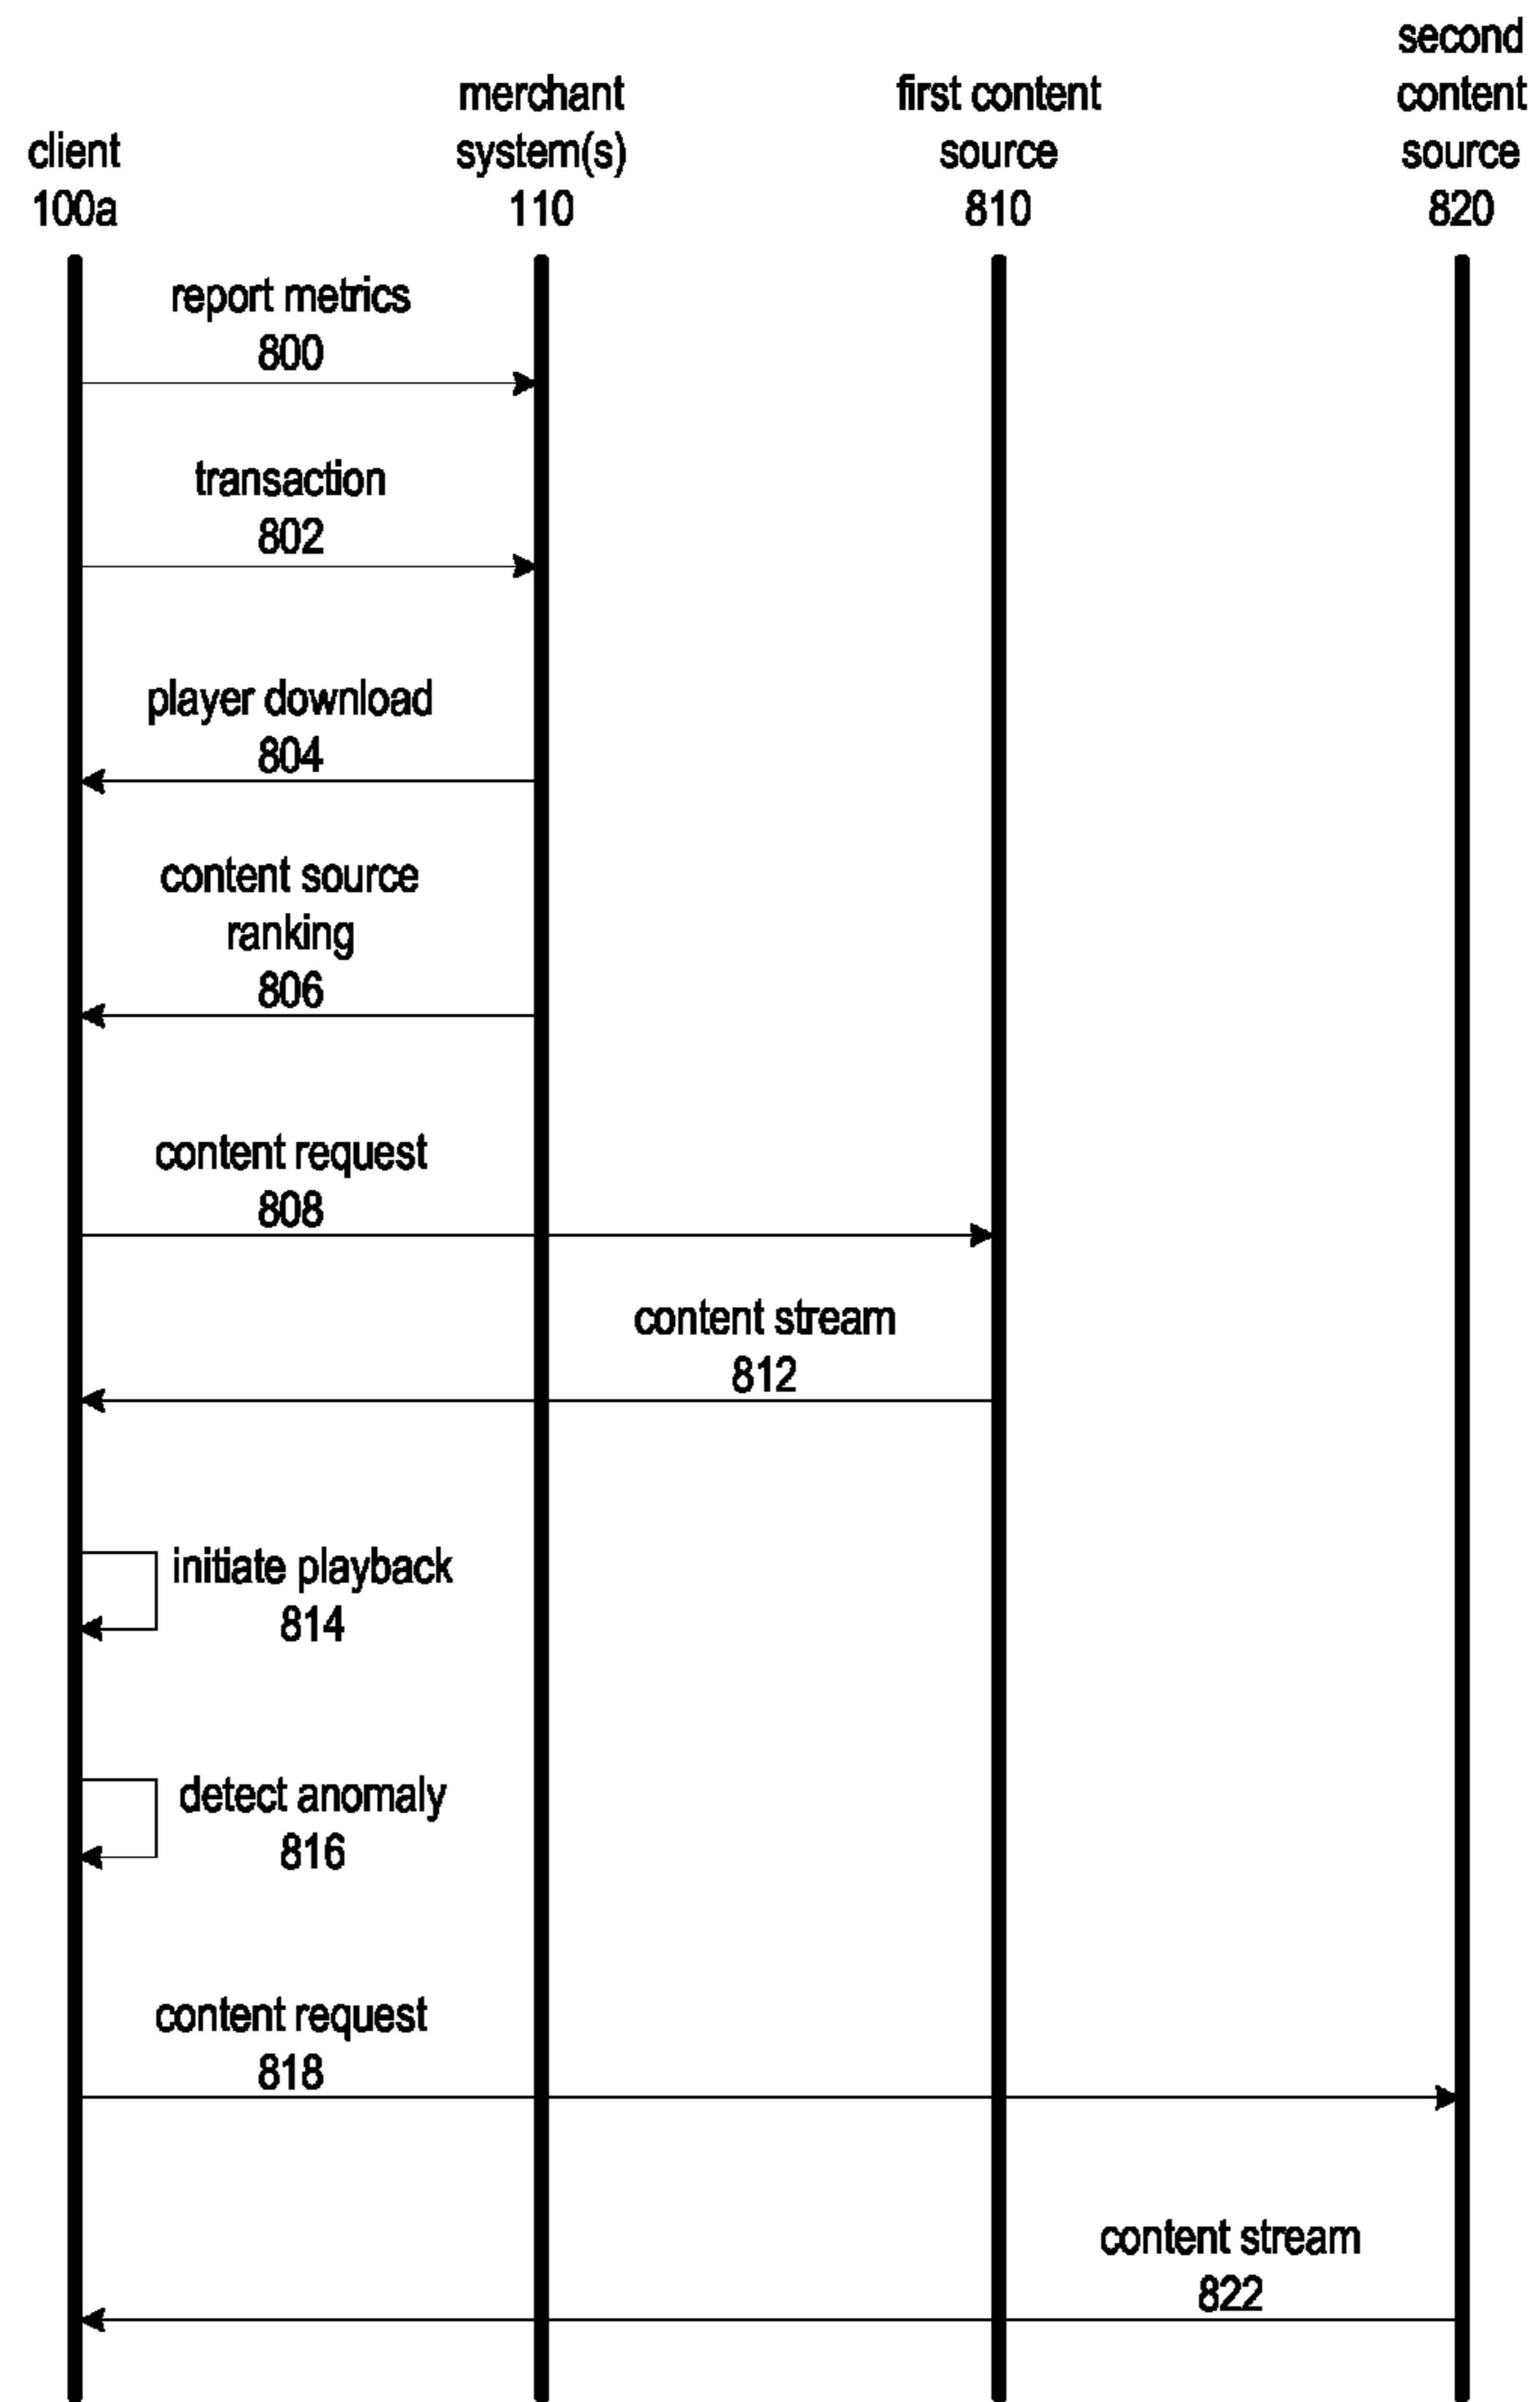 client
100a
merchant
system(s)
110
first content
source
810
second
content
source
820
report metrics
800
transaction
802
player download
804
content source
ranking
806
content request
808
content stream
812
initiate playback
814
detect anomaly
816
content request
818
content stream
822